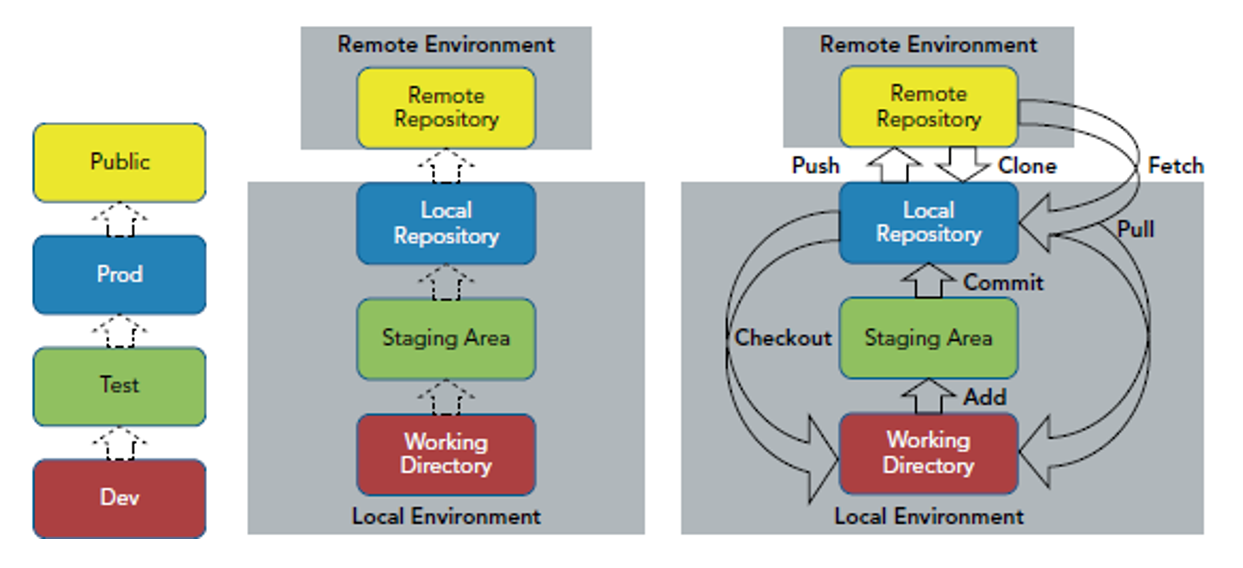 Public
Prod
Test
Dev
Remote Environment
Remote
Repository
Local
Repository
Staging Area
Working
Directory
Local Environment
Remote Environment
Remote
Repository
Push
Clone
Fetch
Local
Repository
Pull
Commit
Checkout
Staging Area
Add
Working
Directory
Local Environment